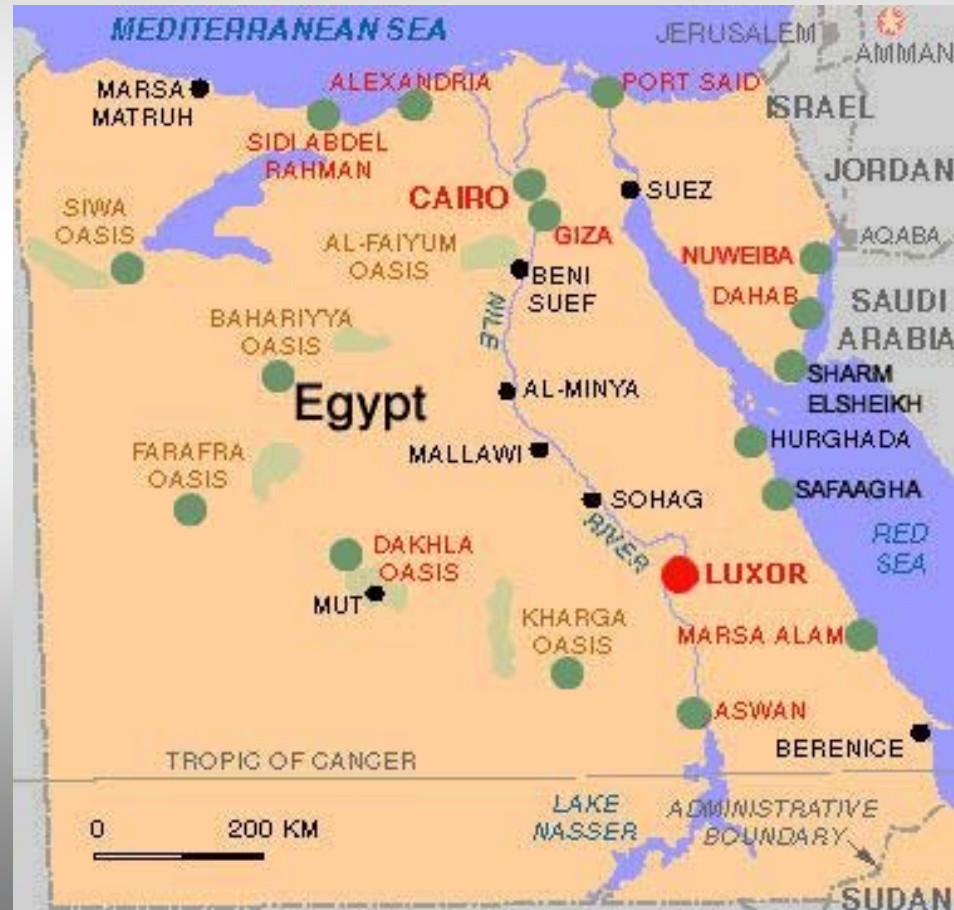 MEDITERRANEAN SEA
JERUSALEM
AMMAN
MARSA
MATRUH
ALEXANDRIA
PORT SAID
ISRAEL
SIDI ABDEL
RAHMAN
CAIRO
SUEZ
JORDAN
SIWA
OASIS
AL-FAIYUM
OASIS
GIZA
AQABA
NUWEIBA
BENI
SUEF
DAHAB
SAUDI
ARABIA
NILE
BAHARIYYA
OASIS
Egypt
AL-MINYA
SHARM
ELSHEIKH
HURGHADA
FARAFRA
OASIS
MALLAWI
SOHAG
SAFAAGHA
RIVER
RED
SEA
DAKHLA
OASIS
LUXOR
MUT
KHARGA
OASIS
MARSA ALAM
ASWAN
BERENICE
TROPIC OF CANCER
LAKE
NASSER
ADMINISTRATIVE
BOUNDARY
0 200 KM
SUDAN